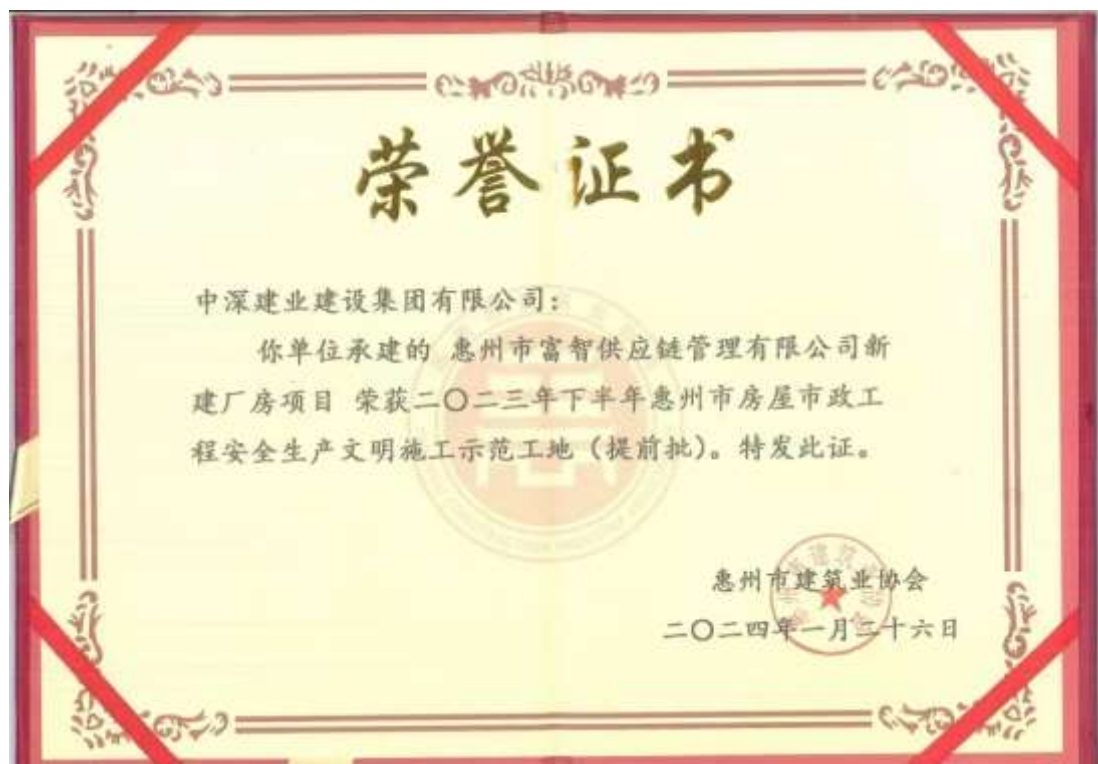 荣誉证书
中深建业建设集团有限公司：
你单位承建的 惠州市富智供应链管理有限公司新
建厂房项目 荣获二〇二三年下半年惠州市房屋市政工
程安全生产文明施工示范工地（提前批）。特发此证。
惠州市建筑业协会
二〇二四年一月二十六日